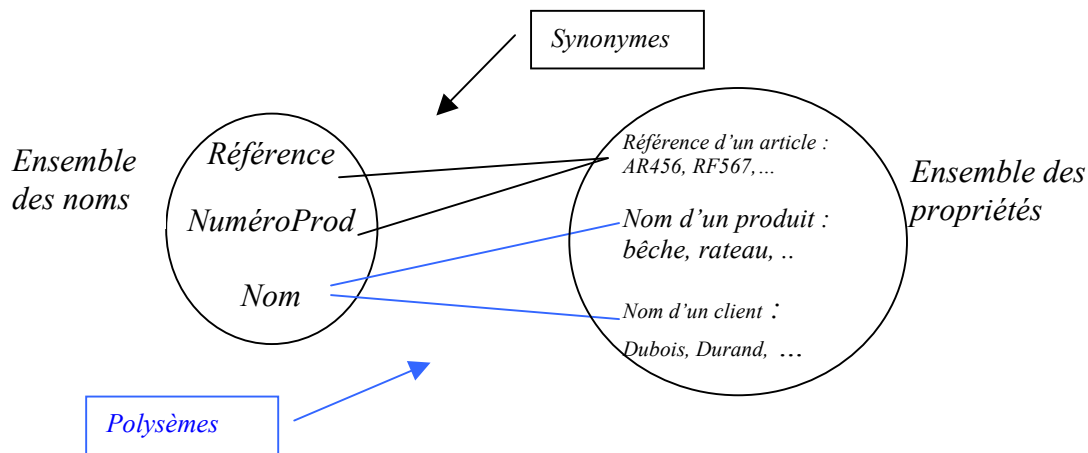 Synonymes
Ensemble
des noms
Référence
NuméroProd
Nom
Référence d’un article :
AR456, RF567,…
Nom d’un produit :
bêche, rateau, ..
Nom d’un client :
Dubois, Durand, …
Ensemble des
propriétés
Polysèmes